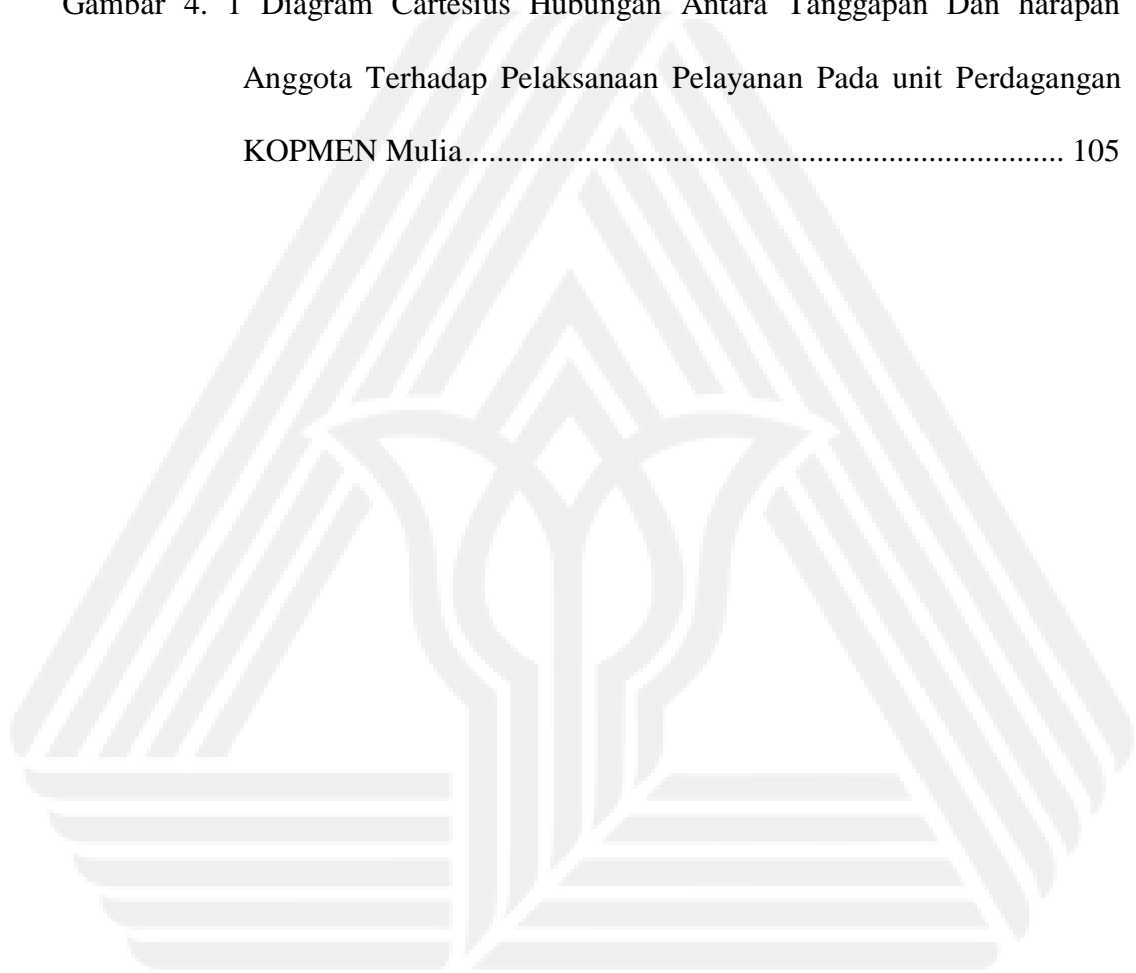 Gambar 4. 1 Diagram Cartesius Hubungan Antara Tanggapan Dan harapan
Anggota Terhadap Pelaksanaan Pelayanan Pada unit Perdagangan
KOPMEN Mulia......................................................................... 105